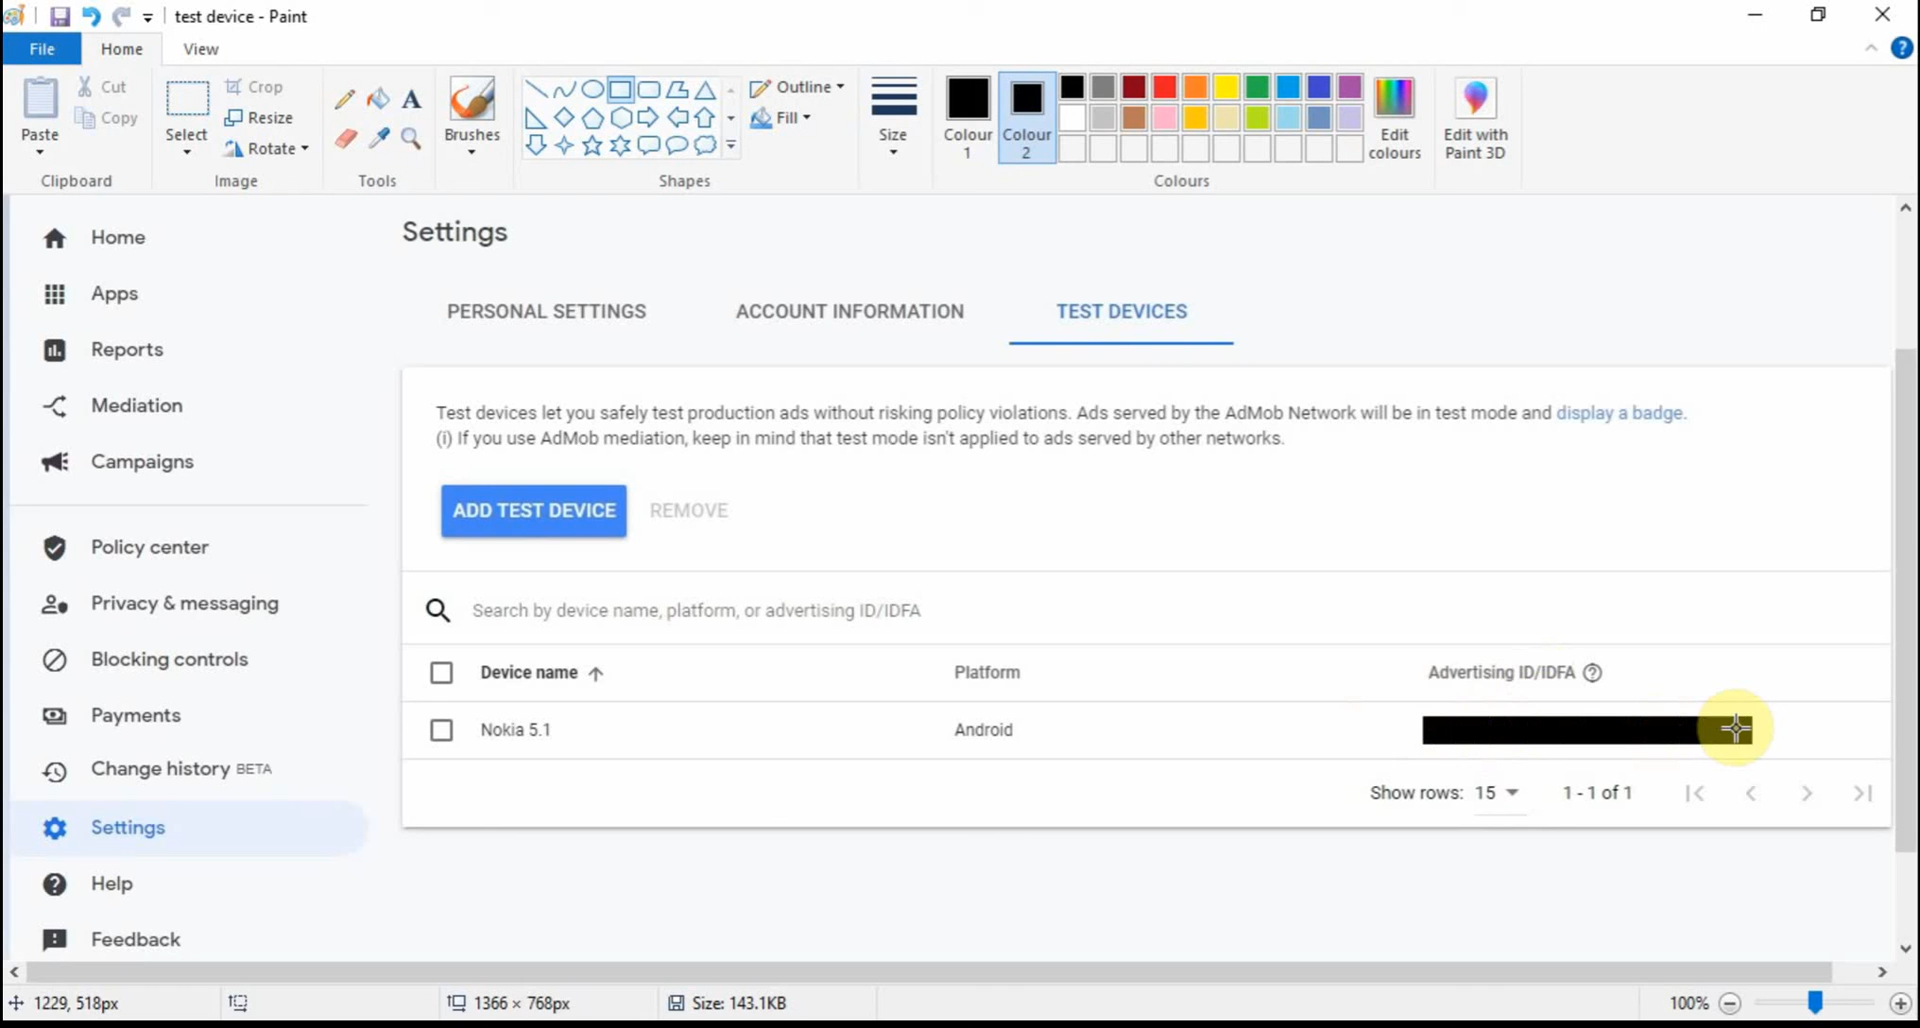 test device - Paint
File
Home
View
Paste
Cut
Copy
Clipboard
Select
Crop
Resize
Rotate
Image
A
Tools
Brushes
Shapes
Outline
Fill
Size
Colour
1
Colour
2
Edit
colours
Colours
Edit with
Paint 3D
Home
Apps
Reports
Mediation
Campaigns
Policy center
Privacy & messaging
Blocking controls
Payments
Change history BETA
Settings
Help
Feedback
Settings
PERSONAL SETTINGS
ACCOUNT INFORMATION
TEST DEVICES
Test devices let you safely test production ads without risking policy violations. Ads served by the AdMob Network will be in test mode and display a badge.
(i) If you use AdMob mediation, keep in mind that test mode isn't applied to ads served by other networks.
ADD TEST DEVICE
REMOVE
Search by device name, platform, or advertising ID/IDFA
Device name
Platform
Advertising ID/IDFA
Nokia 5.1
Android
Show rows: 15
1 - 1 of 1
1229, 518px
1366 × 768px
Size: 143.1KB
100%